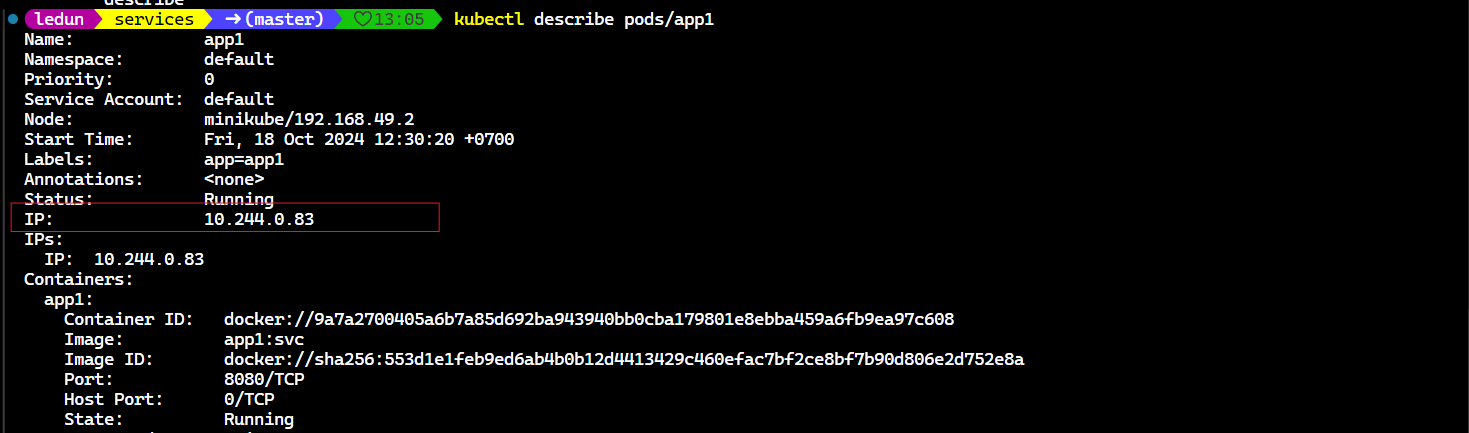 describe
ledun services ➜(master) ♡13:05 kubectl describe pods/app1
Name: app1
Namespace: default
Priority: 0
Service Account: default
Node: minikube/192.168.49.2
Start Time: Fri, 18 Oct 2024 12:30:20 +0700
Labels: app=app1
Annotations: <none>
Status: Running
IP: 10.244.0.83
IPs:
IP: 10.244.0.83
Containers:
app1:
Container ID: docker://9a7a2700405a6b7a85d692ba943940bb0cba179801e8ebba459a6fb9ea97c608
Image: app1:svc
Image ID: docker://sha256:553d1e1feb9ed6ab4b0b12d4413429c460efac7bf2ce8bf7b90d806e2d752e8a
Port: 8080/TCP
Host Port: 0/TCP
State: Running